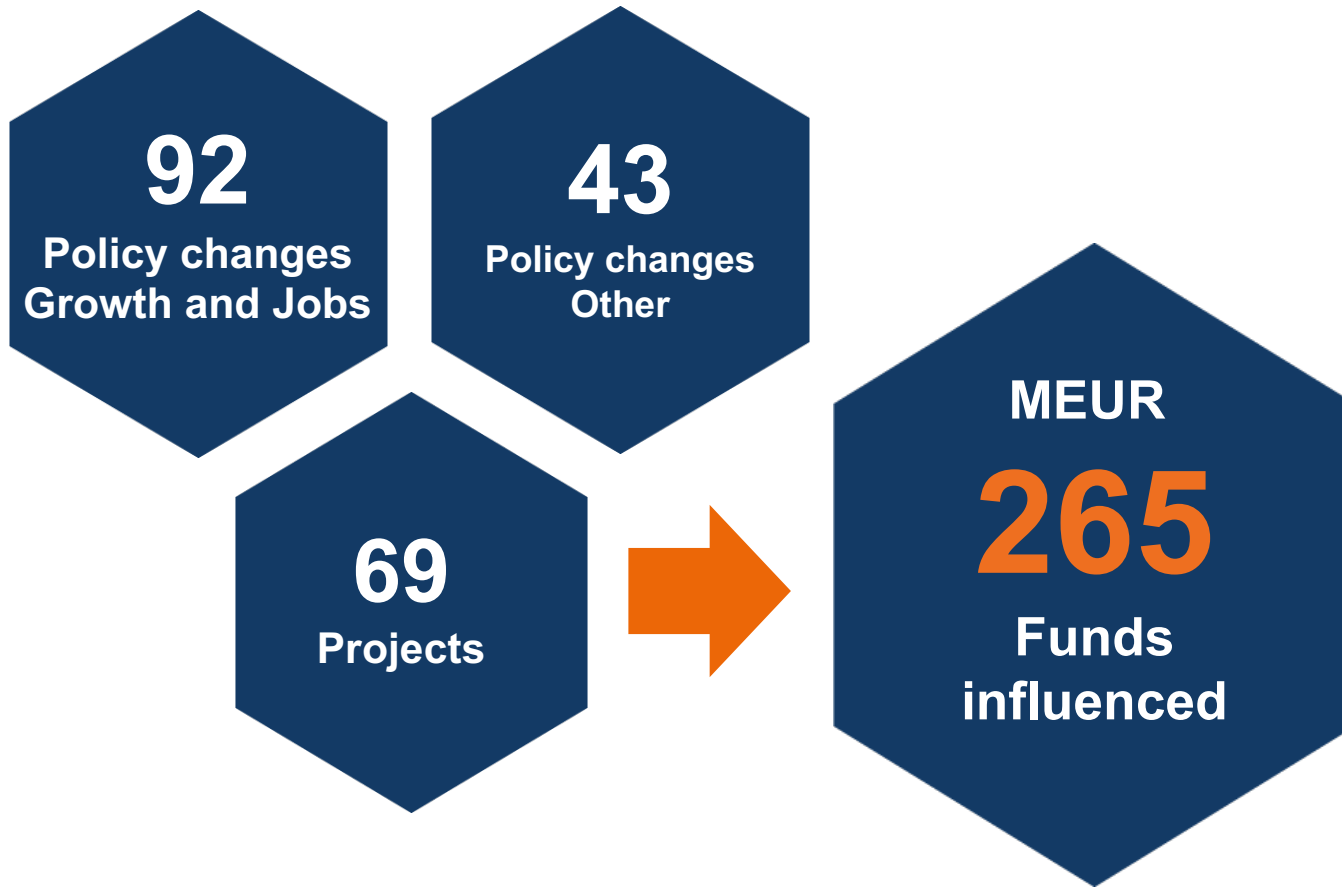 92
Policy changes
Growth and Jobs
43
Policy changes
Other
69
Projects
MEUR
265
Funds
influenced